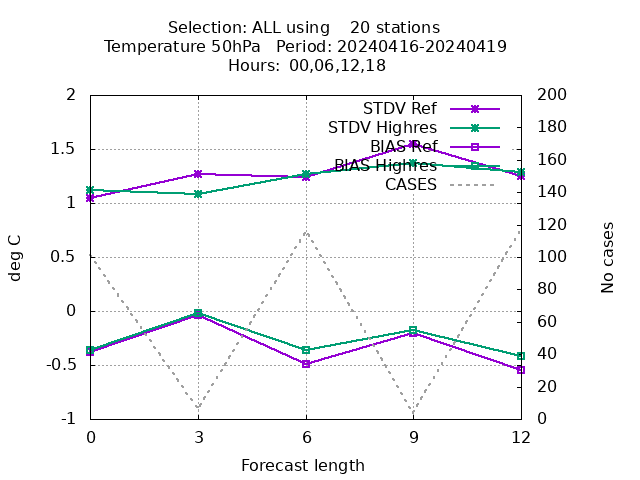 Selection: ALL using    20 stations
Temperature 50hPa   Period: 20240416-20240419
Hours: 00,06,12,18
2
1.5
1
0.5
0
-0.5
-1
200
180
160
140
120
100
80
60
40
20
0
0
3
6
9
12
deg C
No cases
Forecast length
STDV Ref
STDV Highres
BIAS Ref
BIAS Highres
CASES